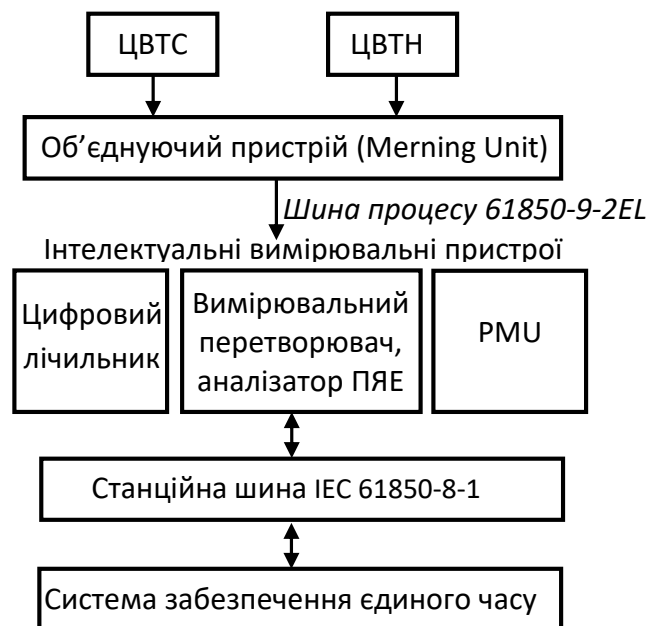 ЦВТС
ЦВТН
Об’єднуючий пристрій (Merning Unit)
Шина процесу 61850-9-2EL
Інтелектуальні вимірювальні пристрої
Цифровий
лічильник
Вимірювальний
перетворювач,
аналізатор ПЯЕ
PMU
Станційна шина IEC 61850-8-1
Система забезпечення єдиного часу